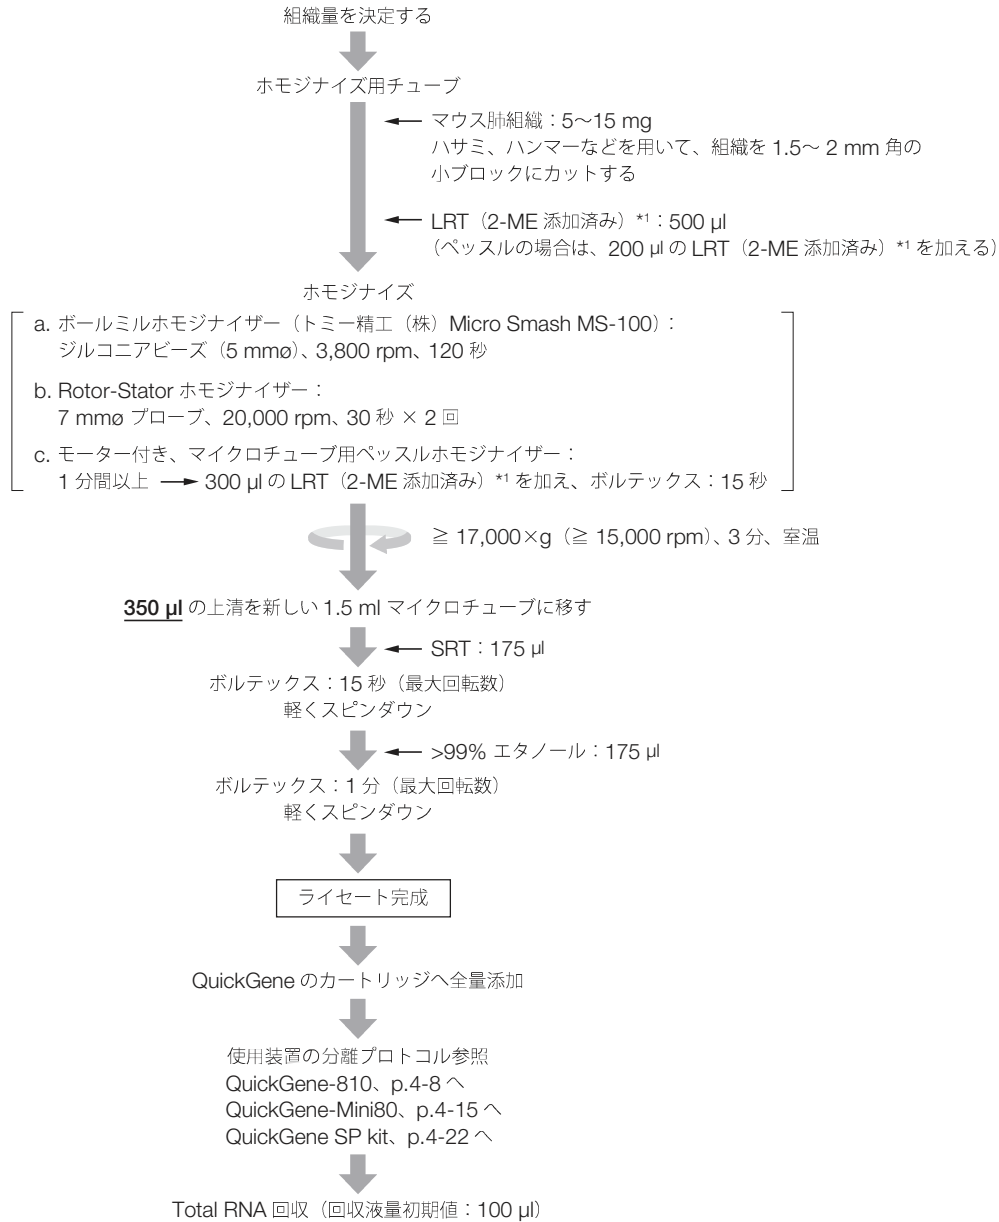 組織量を決定する
ホモジナイズ用チューブ
マウス肺組織：5～15 mg
ハサミ、ハンマーなどを用いて、組織を 1.5～ 2 mm 角の
小ブロックにカットする
LRT（2-ME 添加済み）*1：500 µl
（ペッスルの場合は、200 µl の LRT（2-ME 添加済み）*1 を加える）
ホモジナイズ
a. ボールミルホモジナイザー（トミー精工（株）Micro Smash MS-100）：
ジルコニアビーズ（5 mmø）、3,800 rpm、120 秒
b. Rotor-Stator ホモジナイザー：
7 mmø プローブ、20,000 rpm、30 秒 × 2 回
c. モーター付き、マイクロチューブ用ペッスルホモジナイザー：
1 分間以上 → 300 µl の LRT（2-ME 添加済み）*1 を加え、ボルテックス：15 秒
≧ 17,000×g（≧ 15,000 rpm）、3 分、室温
350 µl の上清を新しい 1.5 ml マイクロチューブに移す
SRT：175 µl
ボルテックス：15 秒（最大回転数）
軽くスピンダウン
>99% エタノール：175 µl
ボルテックス：1 分（最大回転数）
軽くスピンダウン
ライセート完成
QuickGene のカートリッジへ全量添加
使用装置の分離プロトコル参照
QuickGene-810、p.4-8 へ
QuickGene-Mini80、p.4-15 へ
QuickGene SP kit、p.4-22 へ
Total RNA 回収（回収液量初期値：100 µl）